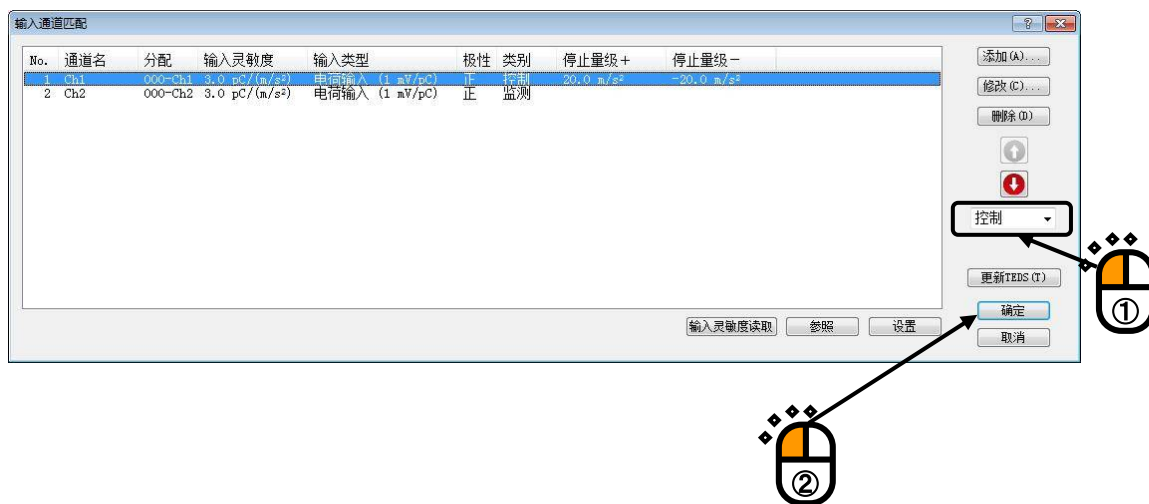 输入通道匹配
No. 通道名 分配 输入灵敏度 输入类型 极性 类别 停止量级+ 停止量级-
1 Ch1 000-Ch1 3.0 pC/(m/s²) 电荷输入 (1 mV/pC) 正 控制 20.0 m/s² -20.0 m/s²
2 Ch2 000-Ch2 3.0 pC/(m/s²) 电荷输入 (1 mV/pC) 正 监测
添加(A)...
修改(C)...
删除(D)
控制
更新TEDS(T)
确定
取消
输入灵敏度读取 参照 设置
①
②